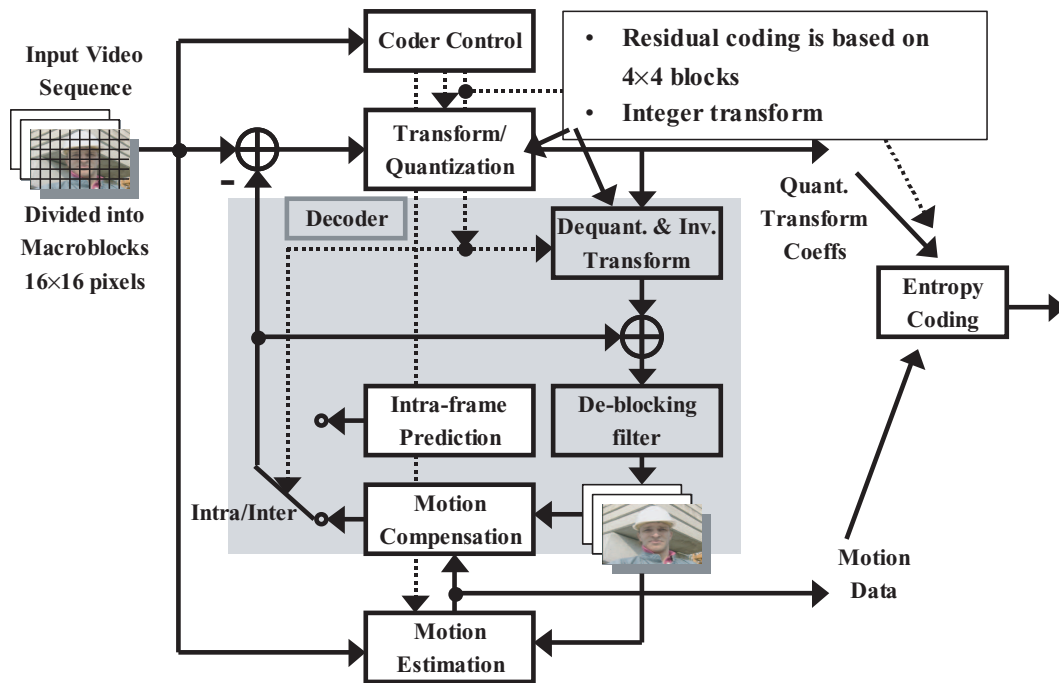 Input Video
Sequence
Divided into
Macroblocks
16×16 pixels
Coder Control
• Residual coding is based on
4×4 blocks
• Integer transform
Transform/
Quantization
-
Quant.
Transform
Coeffs
Decoder
Dequant. & Inv.
Transform
Entropy
Coding
Intra-frame
Prediction
De-blocking
filter
Intra/Inter
Motion
Compensation
Motion
Data
Motion
Estimation